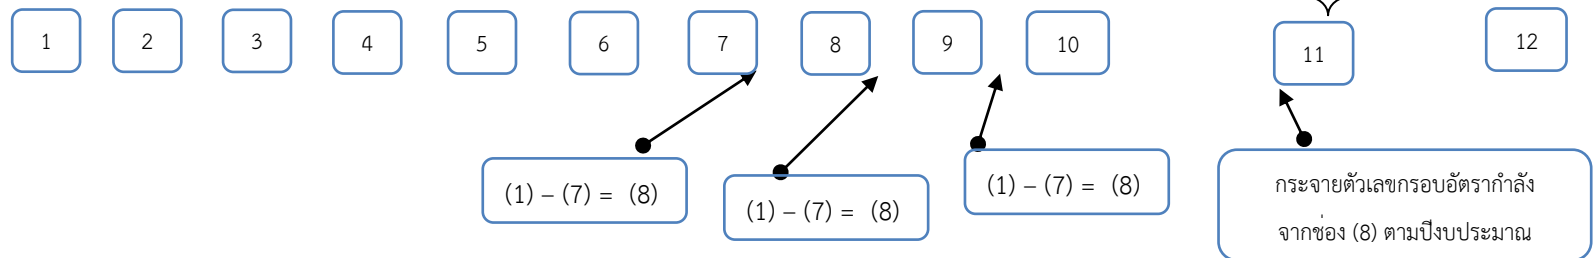 1 2 3 4 5 6 7 8 9 10 11 12
(1) – (7) = (8)
(1) – (7) = (8)
(1) – (7) = (8)
กระจายตัวเลขกรอบอัตรากำลัง
จากช่อง (8) ตามปีงบประมาณ